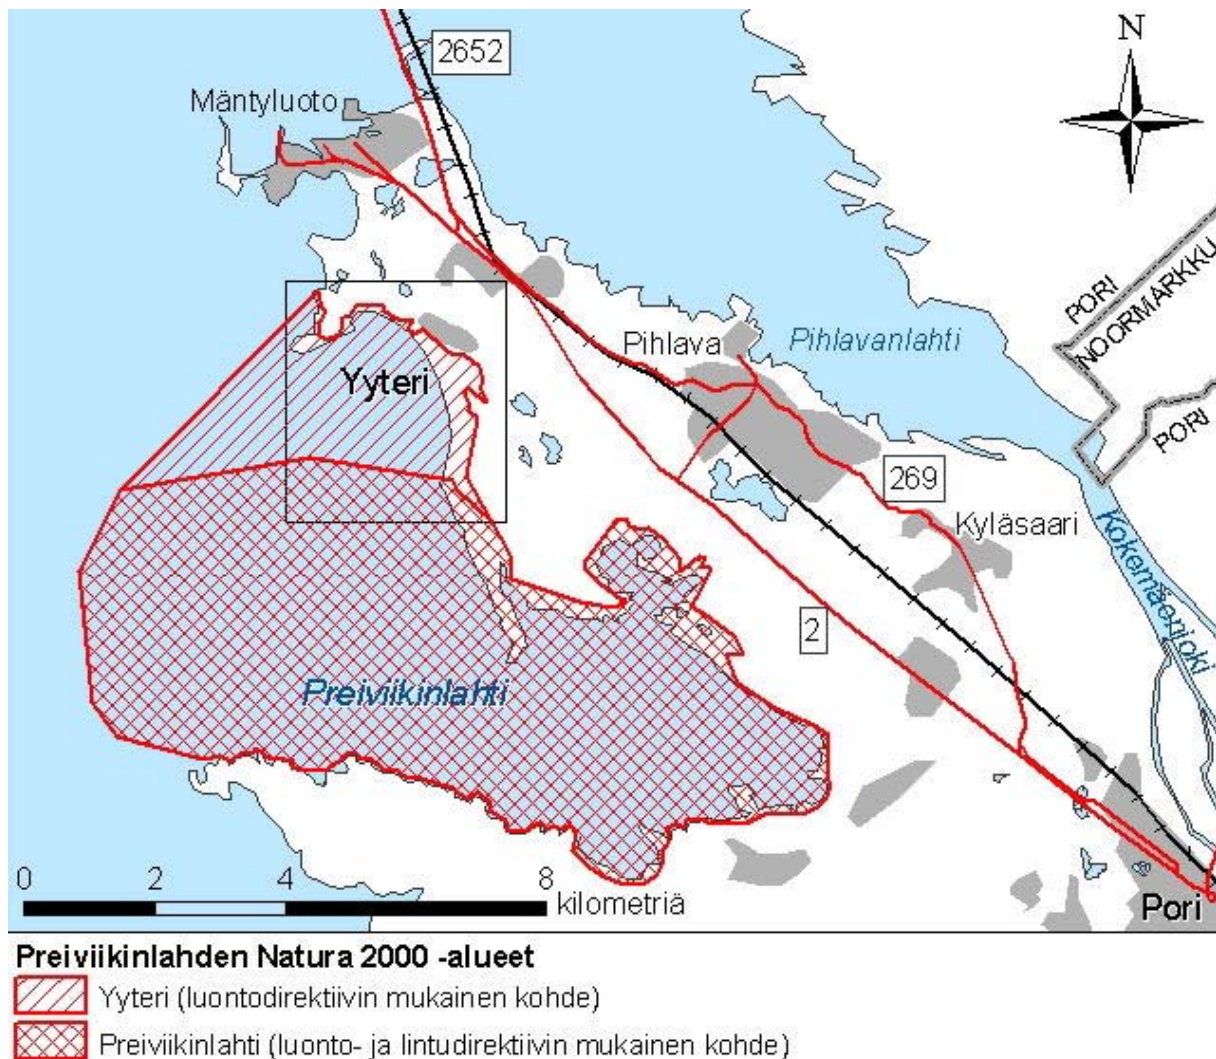 N
2652
Mäntyluoto
PORI
NOORMARKKU
PORI
Pihlava
Pihlavanlahti
Yyteri
269
Kyläsaari
Kokemäenjoki
2
Preiviikinlahti
0 2 4 8
kilometriä
Pori
Preiviikinlahden Natura 2000 -alueet
Yyteri (luontodirektiivin mukainen kohde)
Preiviikinlahti (luonto- ja lintudirektiivin mukainen kohde)